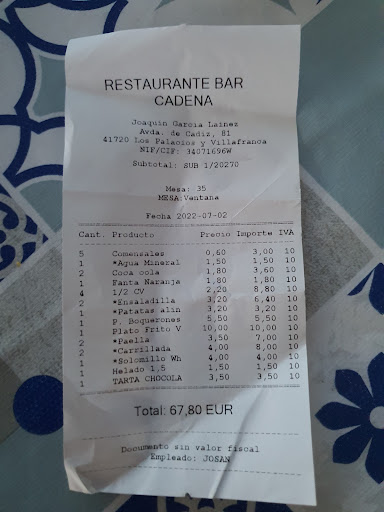 RESTAURANTE BAR
CADENA
Joaquin Garcia Lainez
Avda. de Cadiz, 81
41720 Los Palacios y Villafranca
NIF/CIF: 34071696W
Subtotal: SUB 1/20270
Mesa: 35
MESA:Ventana
Fecha 2022-07-02
Cant. Producto Precio Importe IVA
5 Comensales 0,60 3,00 10
1 *Agua Mineral 1,50 1,50 10
2 Coca cola 1,80 3,60 10
1 Fanta Naranja 1,80 1,80 10
4 1/2 CV 2,20 8,80 10
2 *Ensaladilla 3,20 6,40 10
1 *Patatas alin 3,20 3,20 10
1 P. Boquerones 5,50 5,50 10
1 Plato Frito V 10,00 10,00 10
2 *Paella 3,50 7,00 10
2 *Carrillada 4,00 8,00 10
1 *Solomillo Wh 4,00 4,00 10
1 Helado 1,5 1,50 1,50 10
1 TARTA CHOCOLA 3,50 3,50 10
Total: 67,80 EUR
Documento sin valor fiscal
Empleado: JOSAN